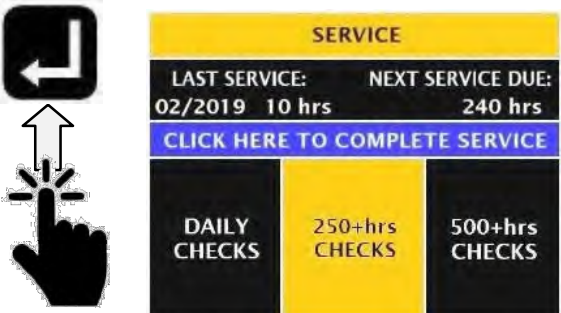 SERVICE
LAST SERVICE: NEXT SERVICE DUE:
02/2019 10 hrs 240 hrs
CLICK HERE TO COMPLETE SERVICE
DAILY CHECKS
250+hrs CHECKS
500+hrs CHECKS